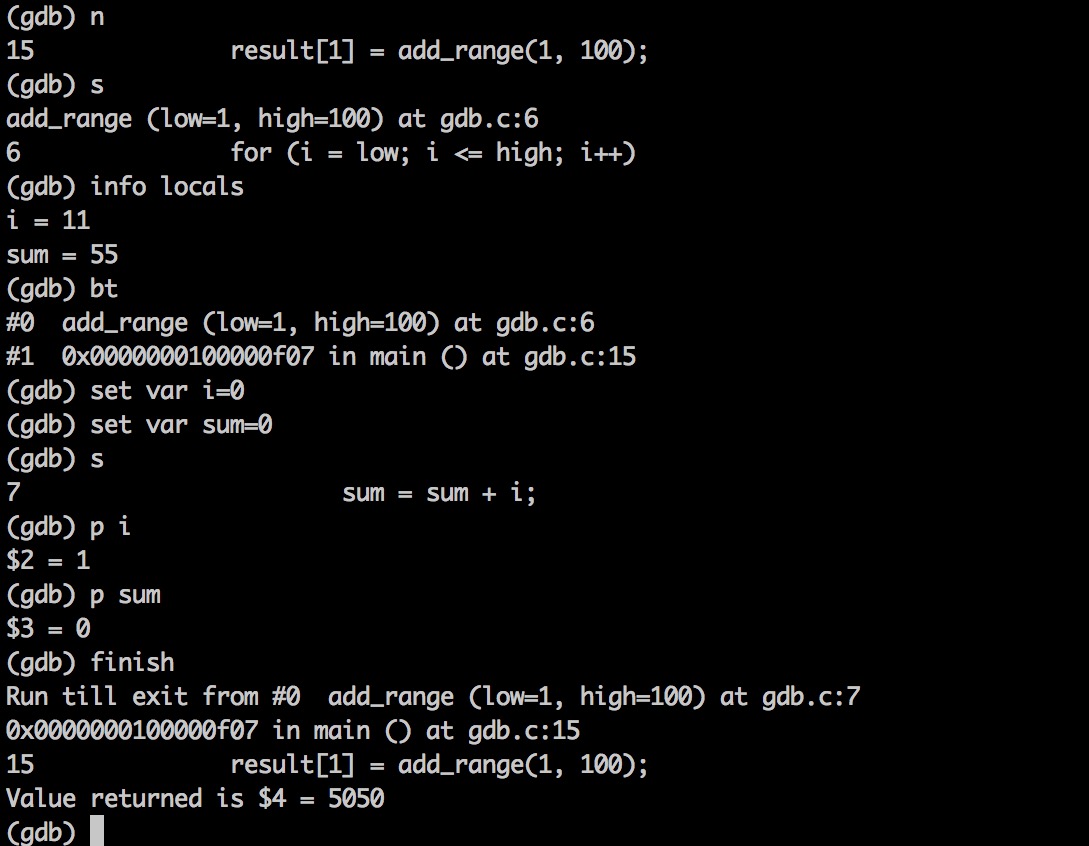 (gdb) n
15              result[1] = add_range(1, 100);
(gdb) s
add_range (low=1, high=100) at gdb.c:6
6               for (i = low; i <= high; i++)
(gdb) info locals
i = 11
sum = 55
(gdb) bt
#0  add_range (low=1, high=100) at gdb.c:6
#1  0x0000000100000f07 in main () at gdb.c:15
(gdb) set var i=0
(gdb) set var sum=0
(gdb) s
7                       sum = sum + i;
(gdb) p i
$2 = 1
(gdb) p sum
$3 = 0
(gdb) finish
Run till exit from #0  add_range (low=1, high=100) at gdb.c:7
0x0000000100000f07 in main () at gdb.c:15
15              result[1] = add_range(1, 100);
Value returned is $4 = 5050
(gdb)